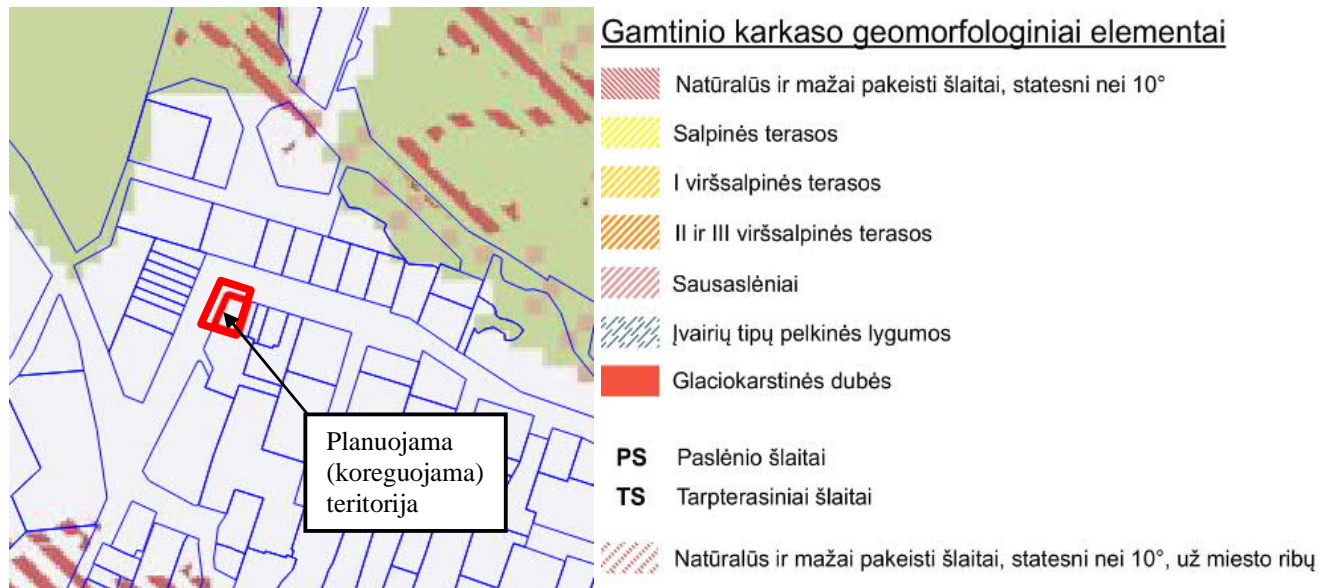 Planuojama
(koreguojama)
teritorija
Gamtinio karkaso geomorfologiniai elementai
Natūralūs ir mažai pakeisti šlaitai, statesni nei 10°
Salpinės terasos
I viršsalpinės terasos
II ir III viršsalpinės terasos
Sausaslėniai
Įvairių tipų pelkinės lygumos
Glaciokarstinės dubės
PS Paslėnio šlaitai
TS Tarpterasiniai šlaitai
Natūralūs ir mažai pakeisti šlaitai, statesni nei 10°, už miesto ribų